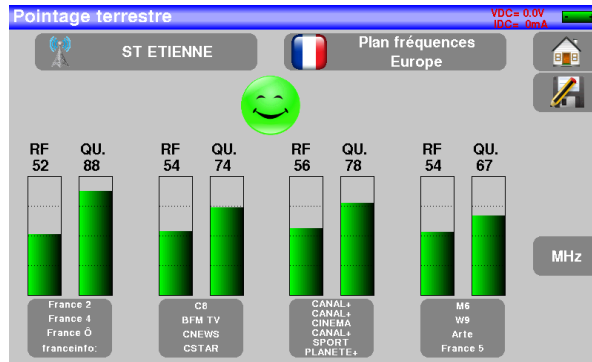 Pointage terrestre
VDC= 0.0V
IDC= 0mA
ST ETIENNE
Plan fréquences
Europe
RF QU.
52 88
RF QU.
54 74
RF QU.
56 78
RF QU.
54 67
MHz
France 2
France 4
France Ô
franceinfo:
C8
BFM TV
CNEWS
CSTAR
CANAL+
CANAL+
CINEMA
CANAL+
SPORT
PLANETE+
M6
W9
Arte
France 5